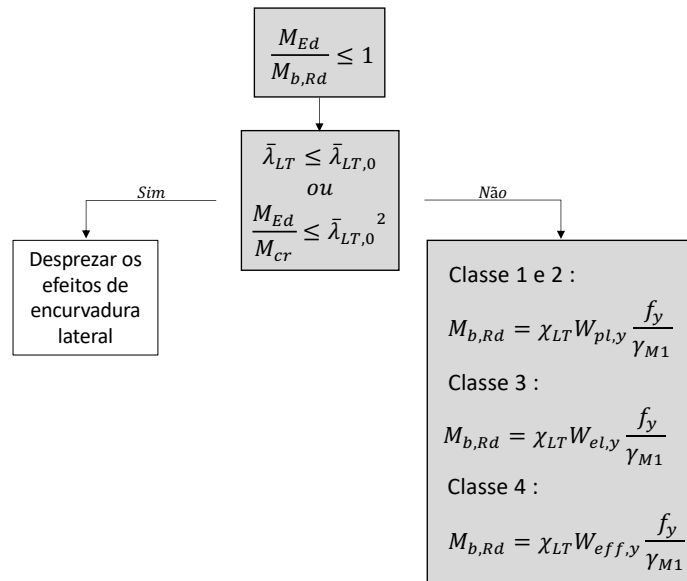 M_Ed / M_b,Rd ≤ 1
λ̄_LT ≤ λ̄_LT,0
ou
M_Ed / M_cr ≤ λ̄_LT,0²
Sim
Não
Desprezar os
efeitos de
encurvadura
lateral
Classe 1 e 2 :
M_b,Rd = χ_LT W_pl,y f_y / γ_M1
Classe 3 :
M_b,Rd = χ_LT W_el,y f_y / γ_M1
Classe 4 :
M_b,Rd = χ_LT W_eff,y f_y / γ_M1